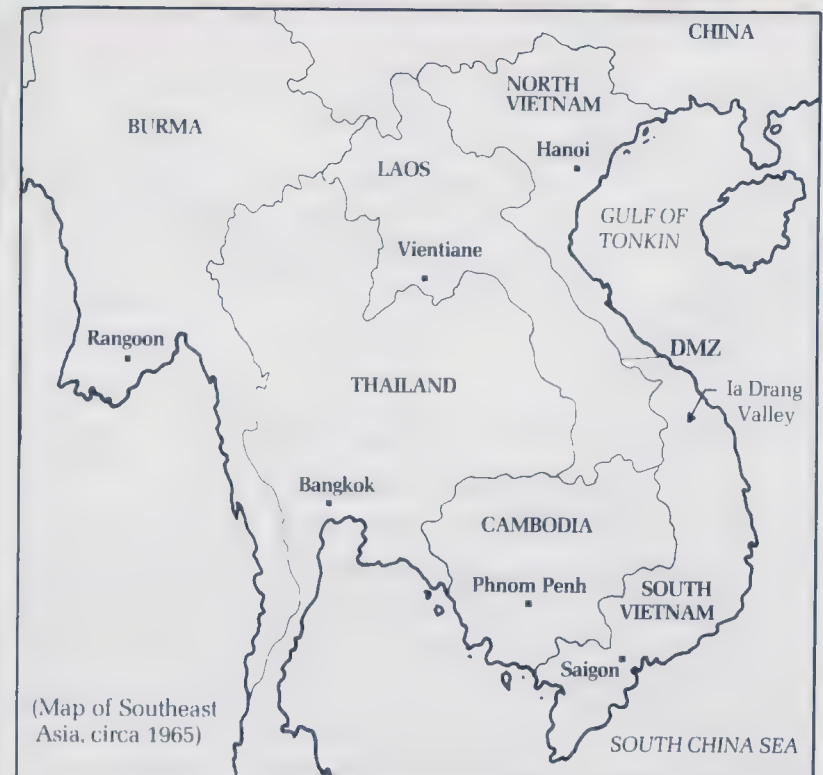 CHINA
NORTH
VIETNAM
BURMA
Hanoi
LAOS
GULF OF
TONKIN
Vientiane
Rangoon
DMZ
THAILAND
Ia Drang
Valley
Bangkok
CAMBODIA
Phnom Penh
SOUTH
VIETNAM
Saigon
(Map of Southeast
Asia, circa 1965)
SOUTH CHINA SEA